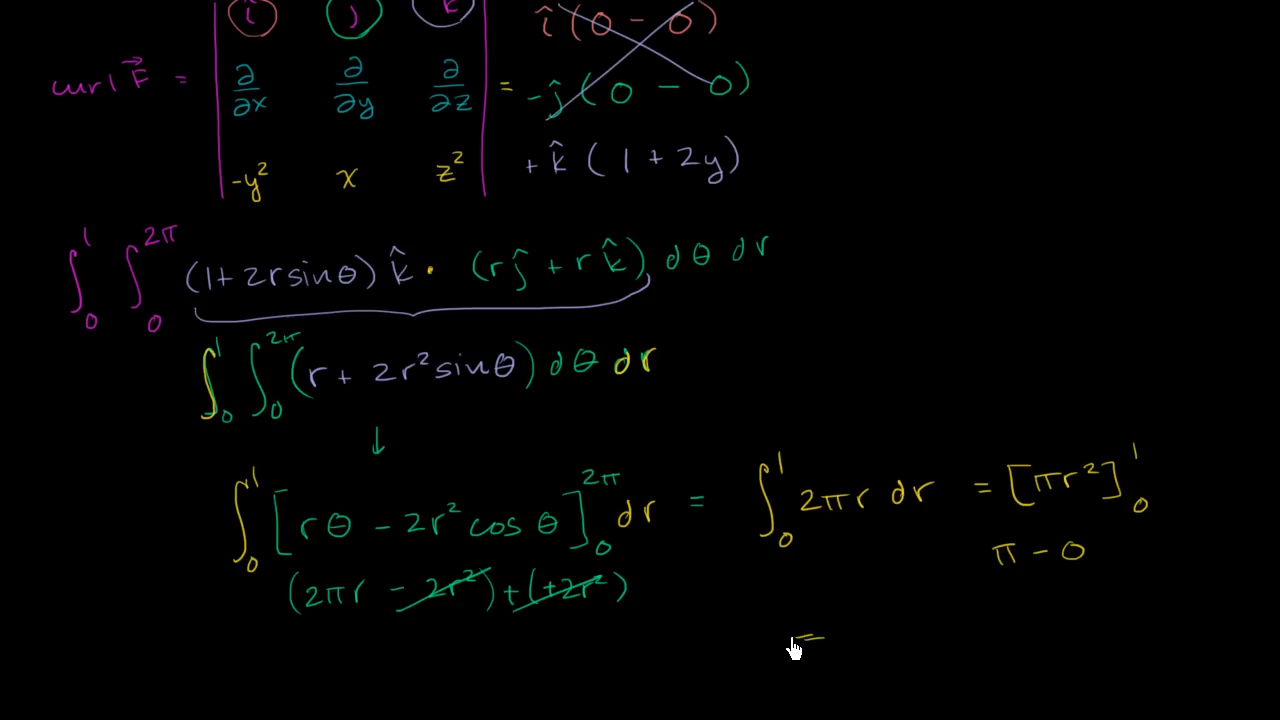 î ĵ k̂ î (0 − 0)
curl F⃗ = ∂/∂x ∂/∂y ∂/∂z = −ĵ (0 − 0)
−y² x z² + k̂ (1 + 2y)
∫₀¹ ∫₀^2π (1 + 2r sin θ) k̂ · (r ĵ + r k̂) dθ dr
∫₀¹ ∫₀^2π (r + 2r² sin θ) dθ dr
↓
∫₀¹ [rθ − 2r² cos θ]₀^2π dr = ∫₀¹ 2πr dr = [πr²]₀¹
(2πr − 2r²) + (+2r²) π − 0
=